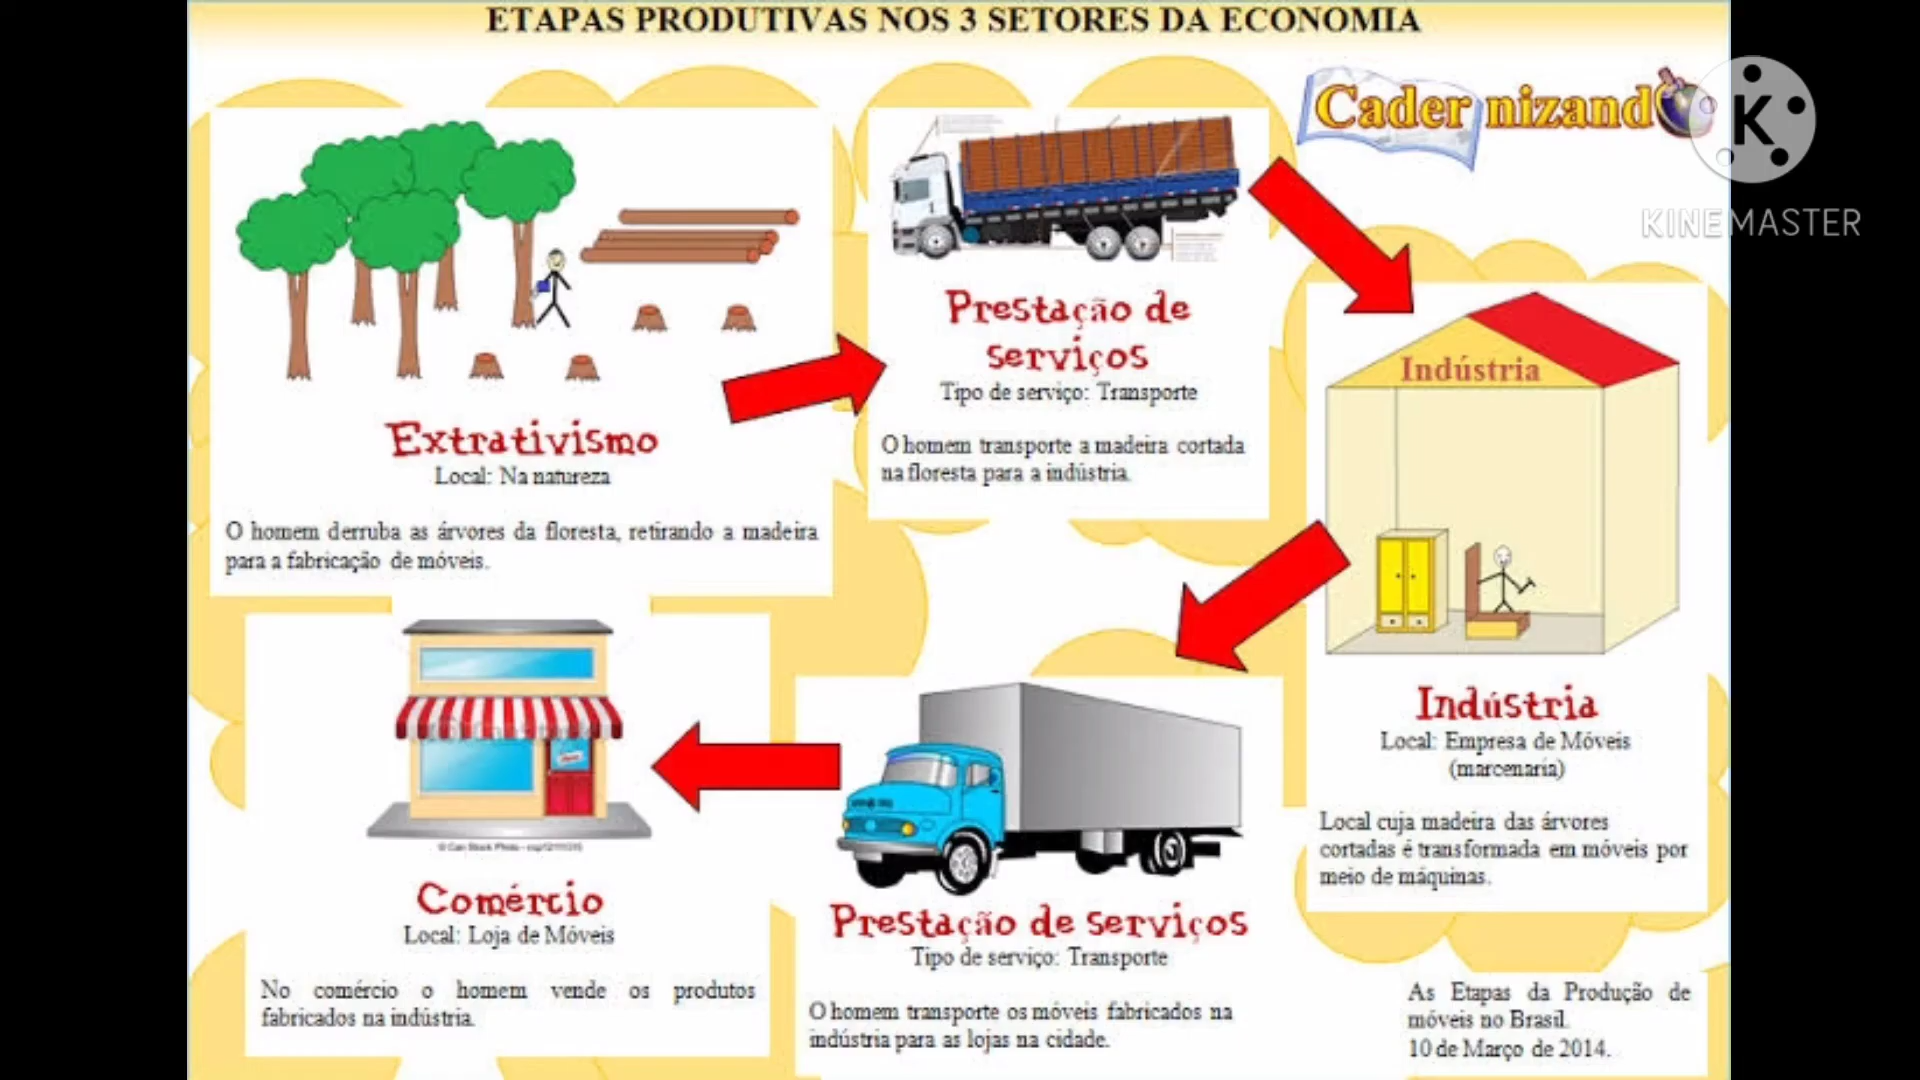 ETAPAS PRODUTIVAS NOS 3 SETORES DA ECONOMIA
Cadernizando
K
KINEMASTER
Extrativismo
Local: Na natureza
O homem derruba as árvores da floresta, retirando a madeira
para a fabricação de móveis.
Prestação de
serviços
Tipo de serviço: Transporte
O homem transporte a madeira cortada
na floresta para a indústria.
Indústria
Indústria
Local: Empresa de Móveis
(marcenaria)
Local cuja madeira das árvores
cortadas é transformada em móveis por
meio de máquinas.
Prestação de serviços
Tipo de serviço: Transporte
O homem transporte os móveis fabricados na
indústria para as lojas na cidade.
Comércio
Local: Loja de Móveis
No comércio o homem vende os produtos
fabricados na indústria.
As Etapas da Produção de
móveis no Brasil.
10 de Março de 2014.